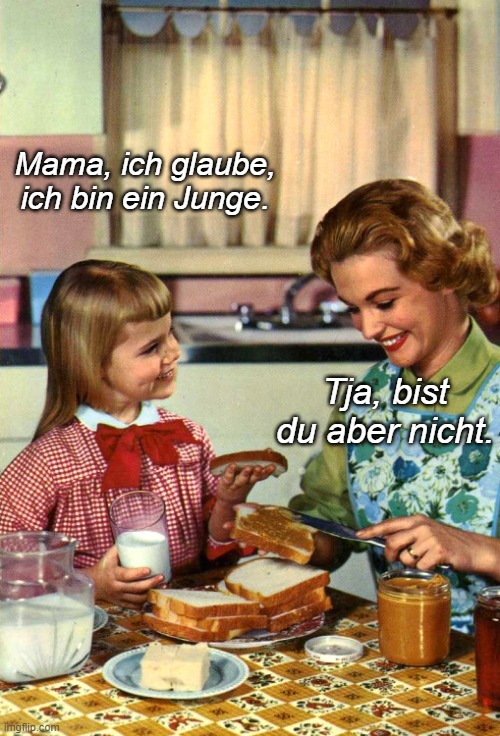 Mama, ich glaube,
ich bin ein Junge.
Tja, bist
du aber nicht.
imgflip.com